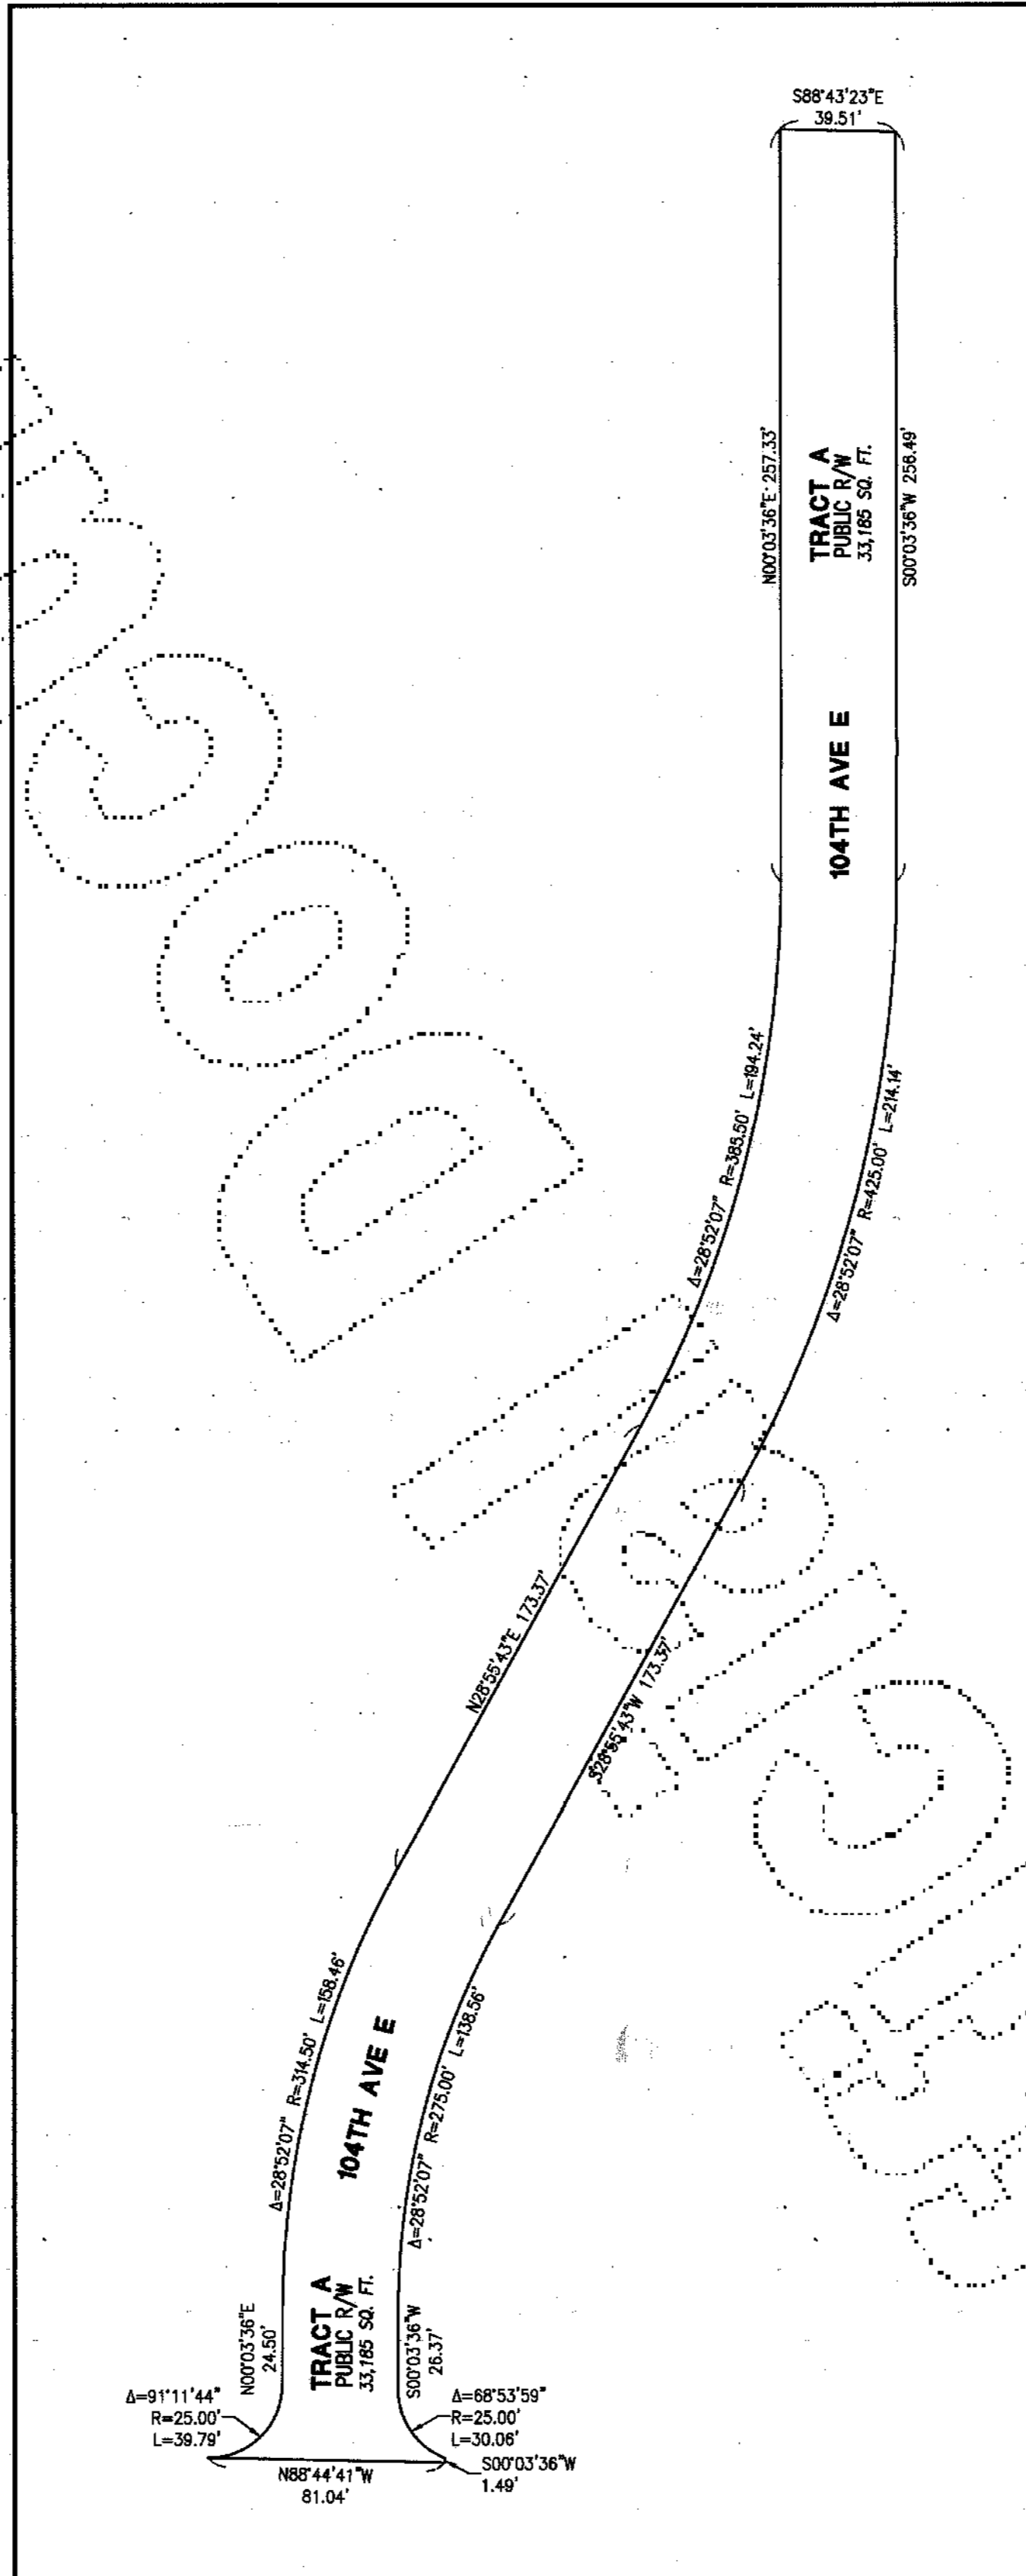 S88°43'23"E
39.51'
N00°03'36"E 257.33'
TRACT A
PUBLIC R/W
33,185 SQ. FT.
S00°03'36"W 256.49'
104TH AVE E
Δ=28°52'07" R=385.50' L=194.24'
Δ=28°52'07" R=425.00' L=214.14'
N28°55'43"E 173.37'
S28°55'43"W 173.37'
Δ=28°52'07" R=314.50' L=158.46'
104TH AVE E
Δ=28°52'07" R=275.00' L=138.56'
N00°03'36"E
24.50'
TRACT A
PUBLIC R/W
33,185 SQ. FT.
S00°03'36"W
26.37'
Δ=91°11'44"
R=25.00'
L=39.79'
Δ=68°53'59"
R=25.00'
L=30.06'
S00°03'36"W
1.49'
N88°44'41"W
81.04'